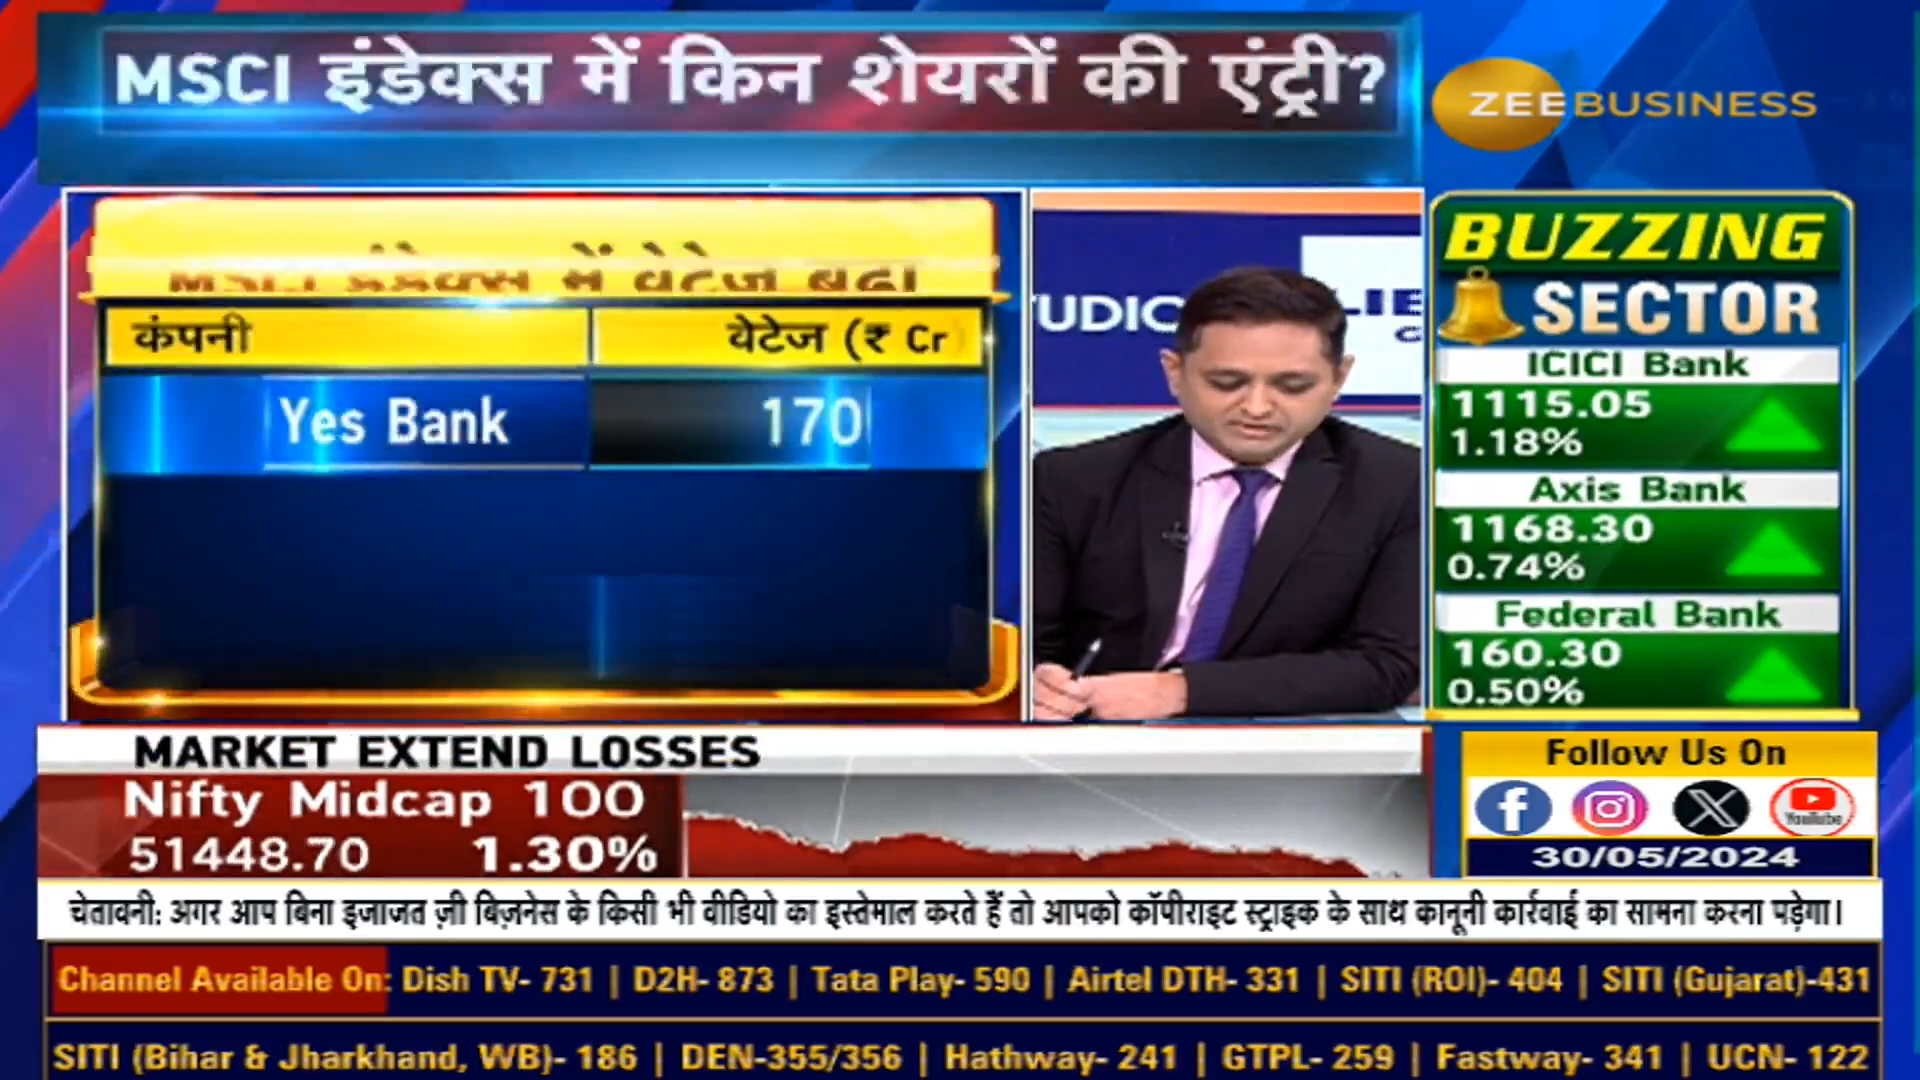 MSCI इंडेक्स में किन शेयरों की एंट्री?
ZEEBUSINESS
MSCI इंडेक्स में वेटेज बढ़ा
कंपनी वेटेज (₹ Cr)
Yes Bank 170
BUZZING
SECTOR
ICICI Bank
1115.05
1.18%
Axis Bank
1168.30
0.74%
Federal Bank
160.30
0.50%
MARKET EXTEND LOSSES
Nifty Midcap 100
51448.70 1.30%
Follow Us On
YouTube
30/05/2024
चेतावनी: अगर आप बिना इजाजत ज़ी बिज़नेस के किसी भी वीडियो का इस्तेमाल करते हैं तो आपको कॉपीराइट स्ट्राइक के साथ कानूनी कार्रवाई का सामना करना पड़ेगा।
Channel Available On: Dish TV- 731 | D2H- 873 | Tata Play- 590 | Airtel DTH- 331 | SITI (ROI)- 404 | SITI (Gujarat)-431
SITI (Bihar & Jharkhand, WB)- 186 | DEN-355/356 | Hathway- 241 | GTPL- 259 | Fastway- 341 | UCN- 122